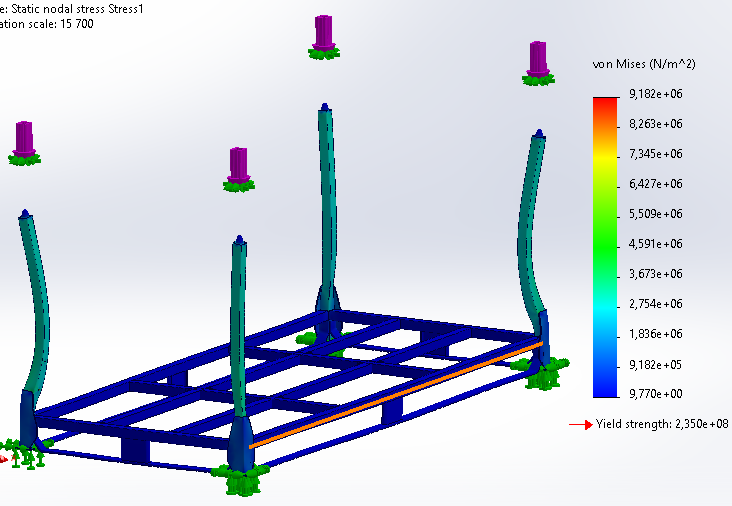 e: Static nodal stress Stress1
ation scale: 15 700
von Mises (N/m^2)
9,182e+06
8,263e+06
7,345e+06
6,427e+06
5,509e+06
4,591e+06
3,673e+06
2,754e+06
1,836e+06
9,182e+05
9,770e+00
Yield strength: 2,350e+08